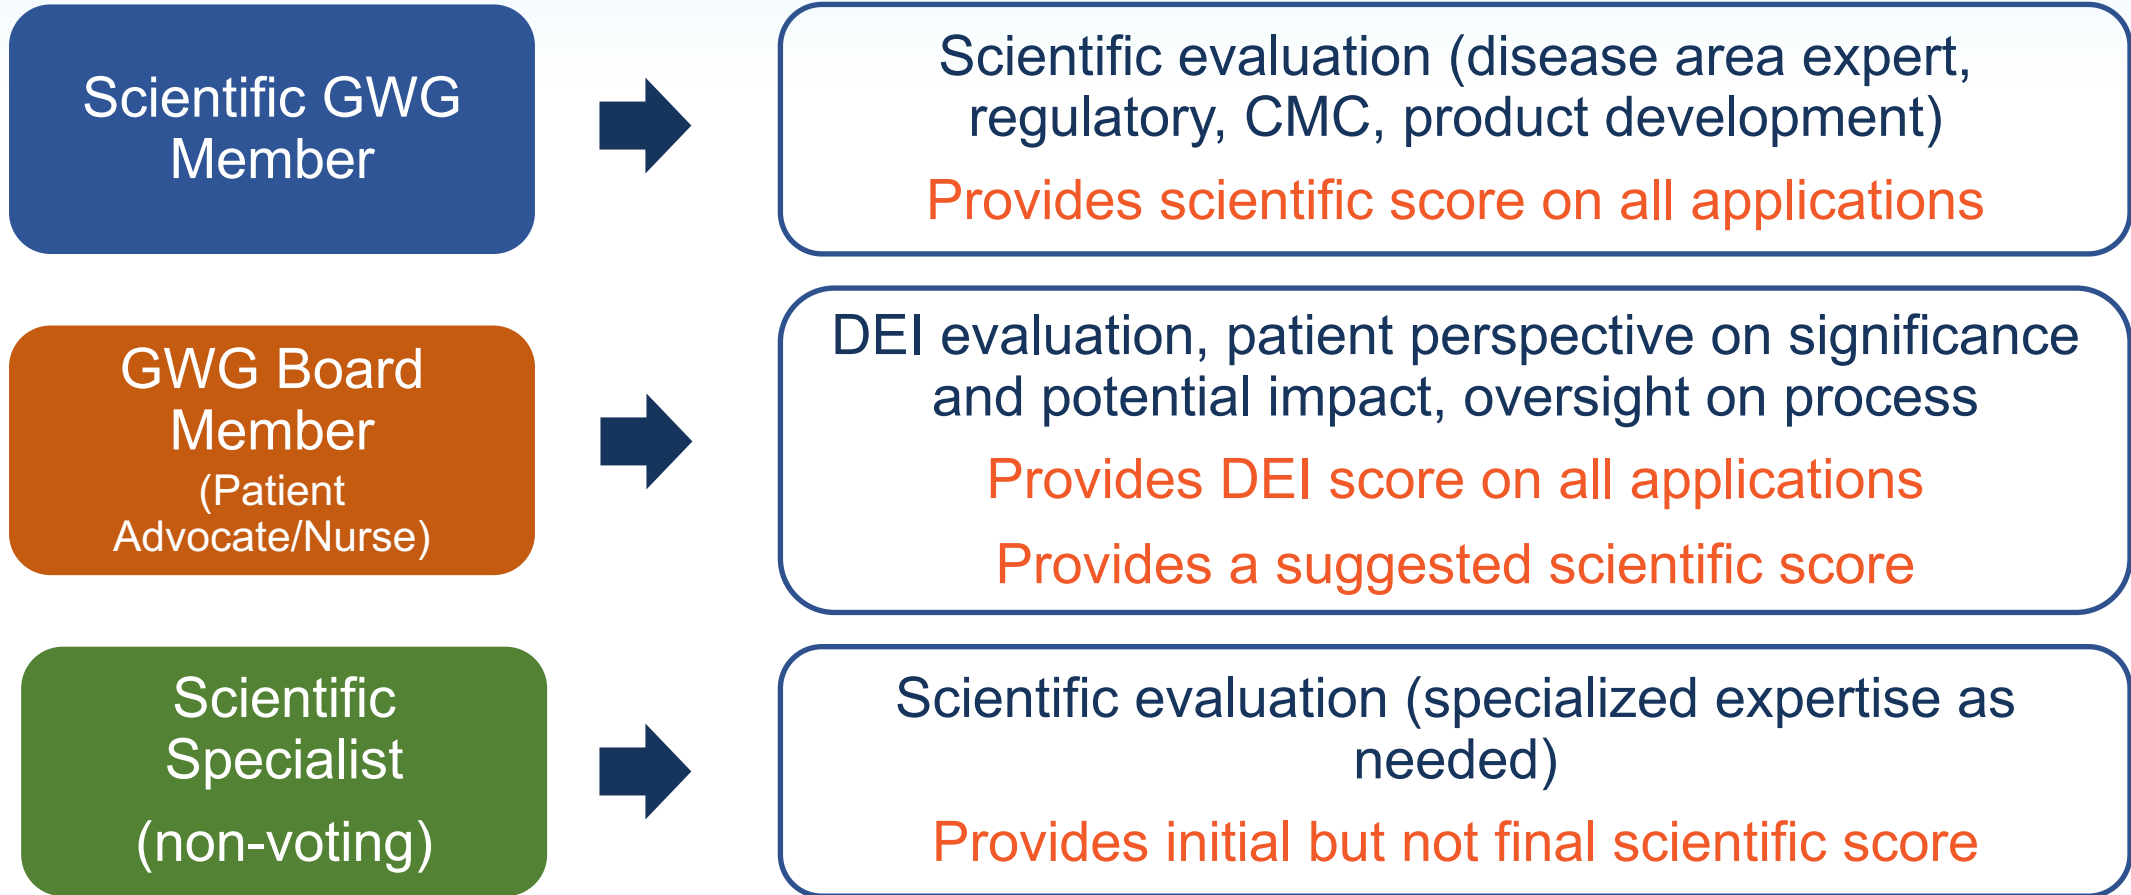 Scientific GWG
Member
Scientific evaluation (disease area expert,
regulatory, CMC, product development)
Provides scientific score on all applications
GWG Board
Member
(Patient
Advocate/Nurse)
DEI evaluation, patient perspective on significance
and potential impact, oversight on process
Provides DEI score on all applications
Provides a suggested scientific score
Scientific
Specialist
(non-voting)
Scientific evaluation (specialized expertise as
needed)
Provides initial but not final scientific score